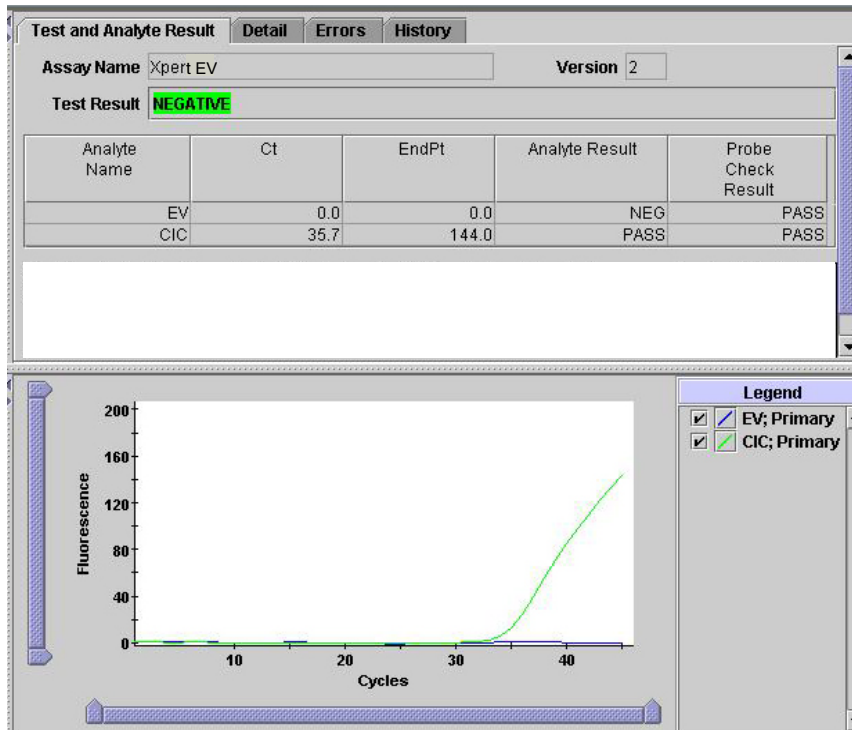 Test and Analyte Result Detail Errors History
Assay Name Xpert EV Version 2
Test Result NEGATIVE
Analyte Name Ct EndPt Analyte Result Probe Check Result
EV 0.0 0.0 NEG PASS
CIC 35.7 144.0 PASS PASS
Legend
EV; Primary
CIC; Primary
200
160
120
80
40
0
Fluorescence
10 20 30 40
Cycles